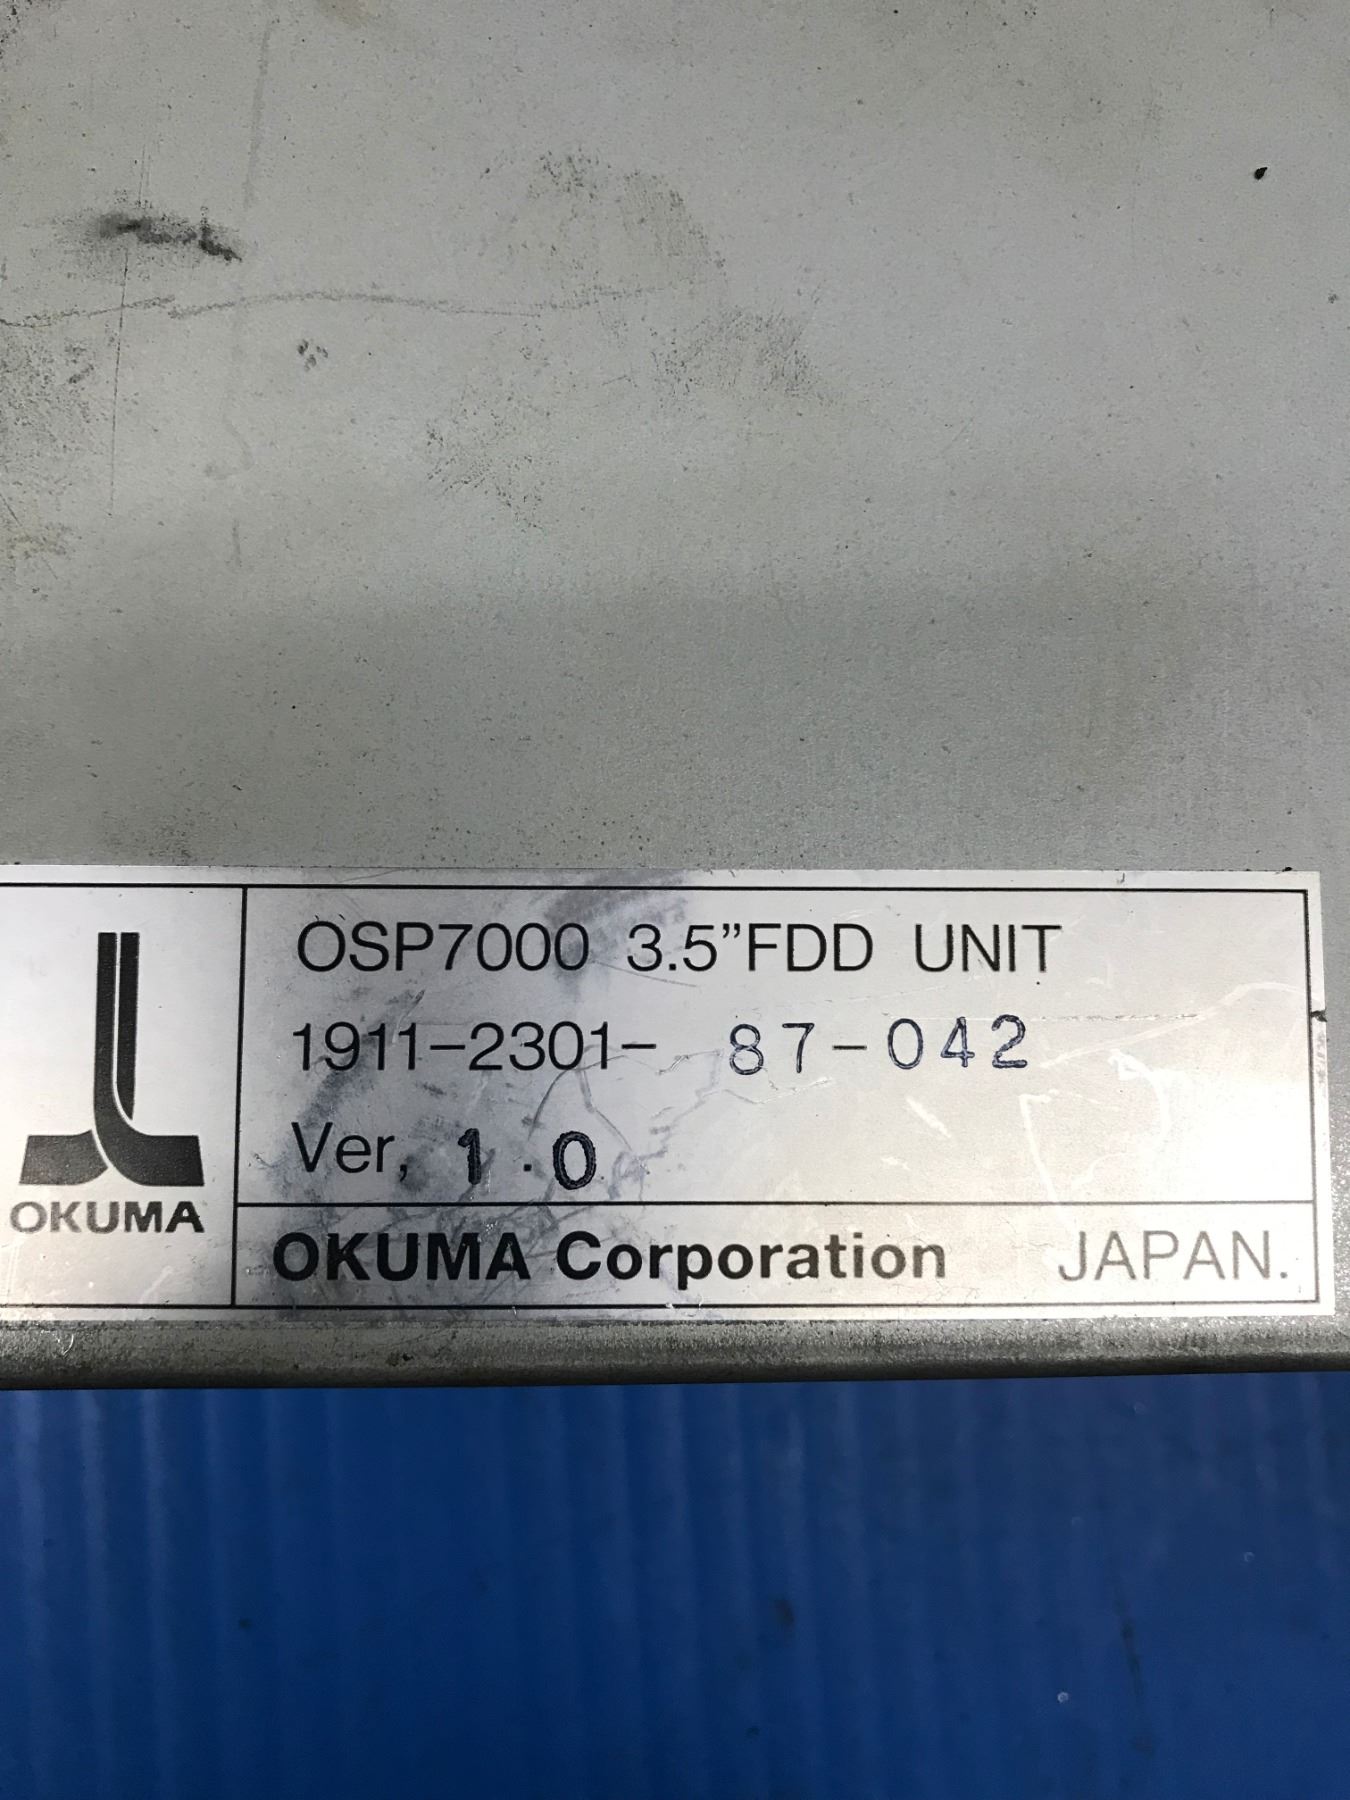 OSP7000 3.5”FDD UNIT
1911-2301- 87-042
Ver, 1.0
OKUMA
OKUMA Corporation JAPAN.